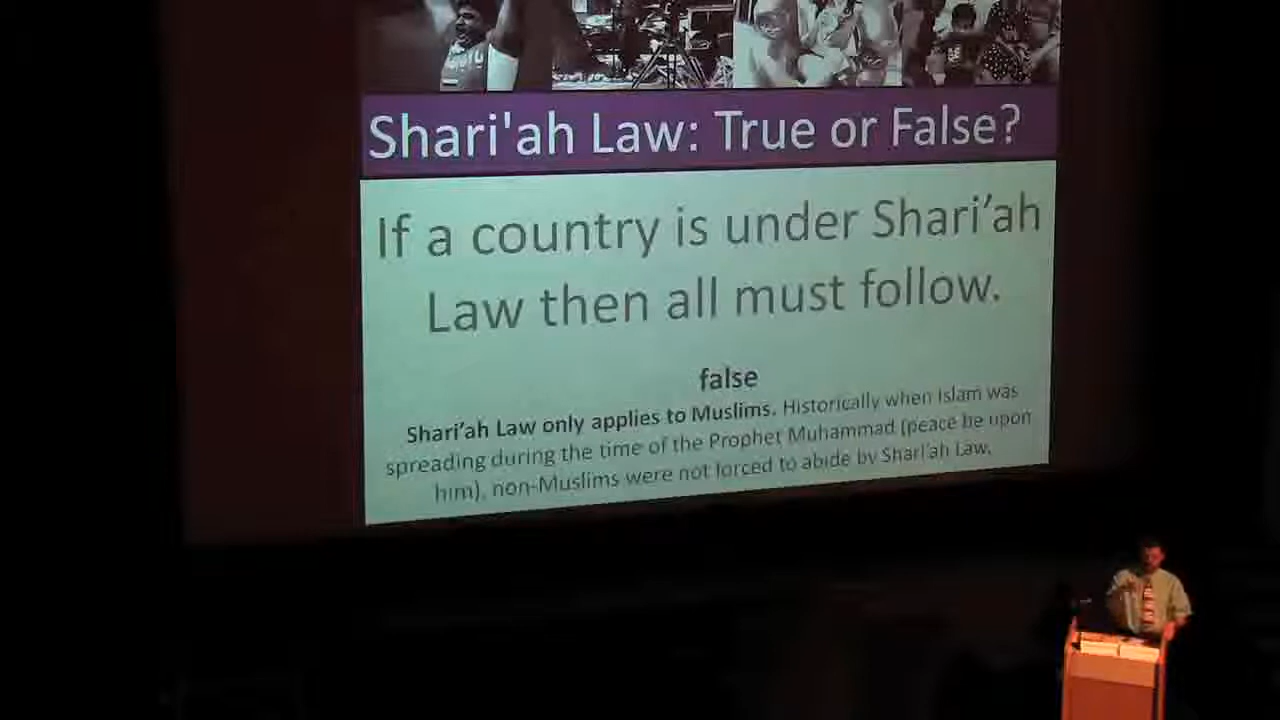 Shari'ah Law: True or False?
If a country is under Shari’ah
Law then all must follow.
false
Shari’ah Law only applies to Muslims. Historically when Islam was
spreading during the time of the Prophet Muhammad (peace be upon
him), non-Muslims were not forced to abide by Shari’ah Law.